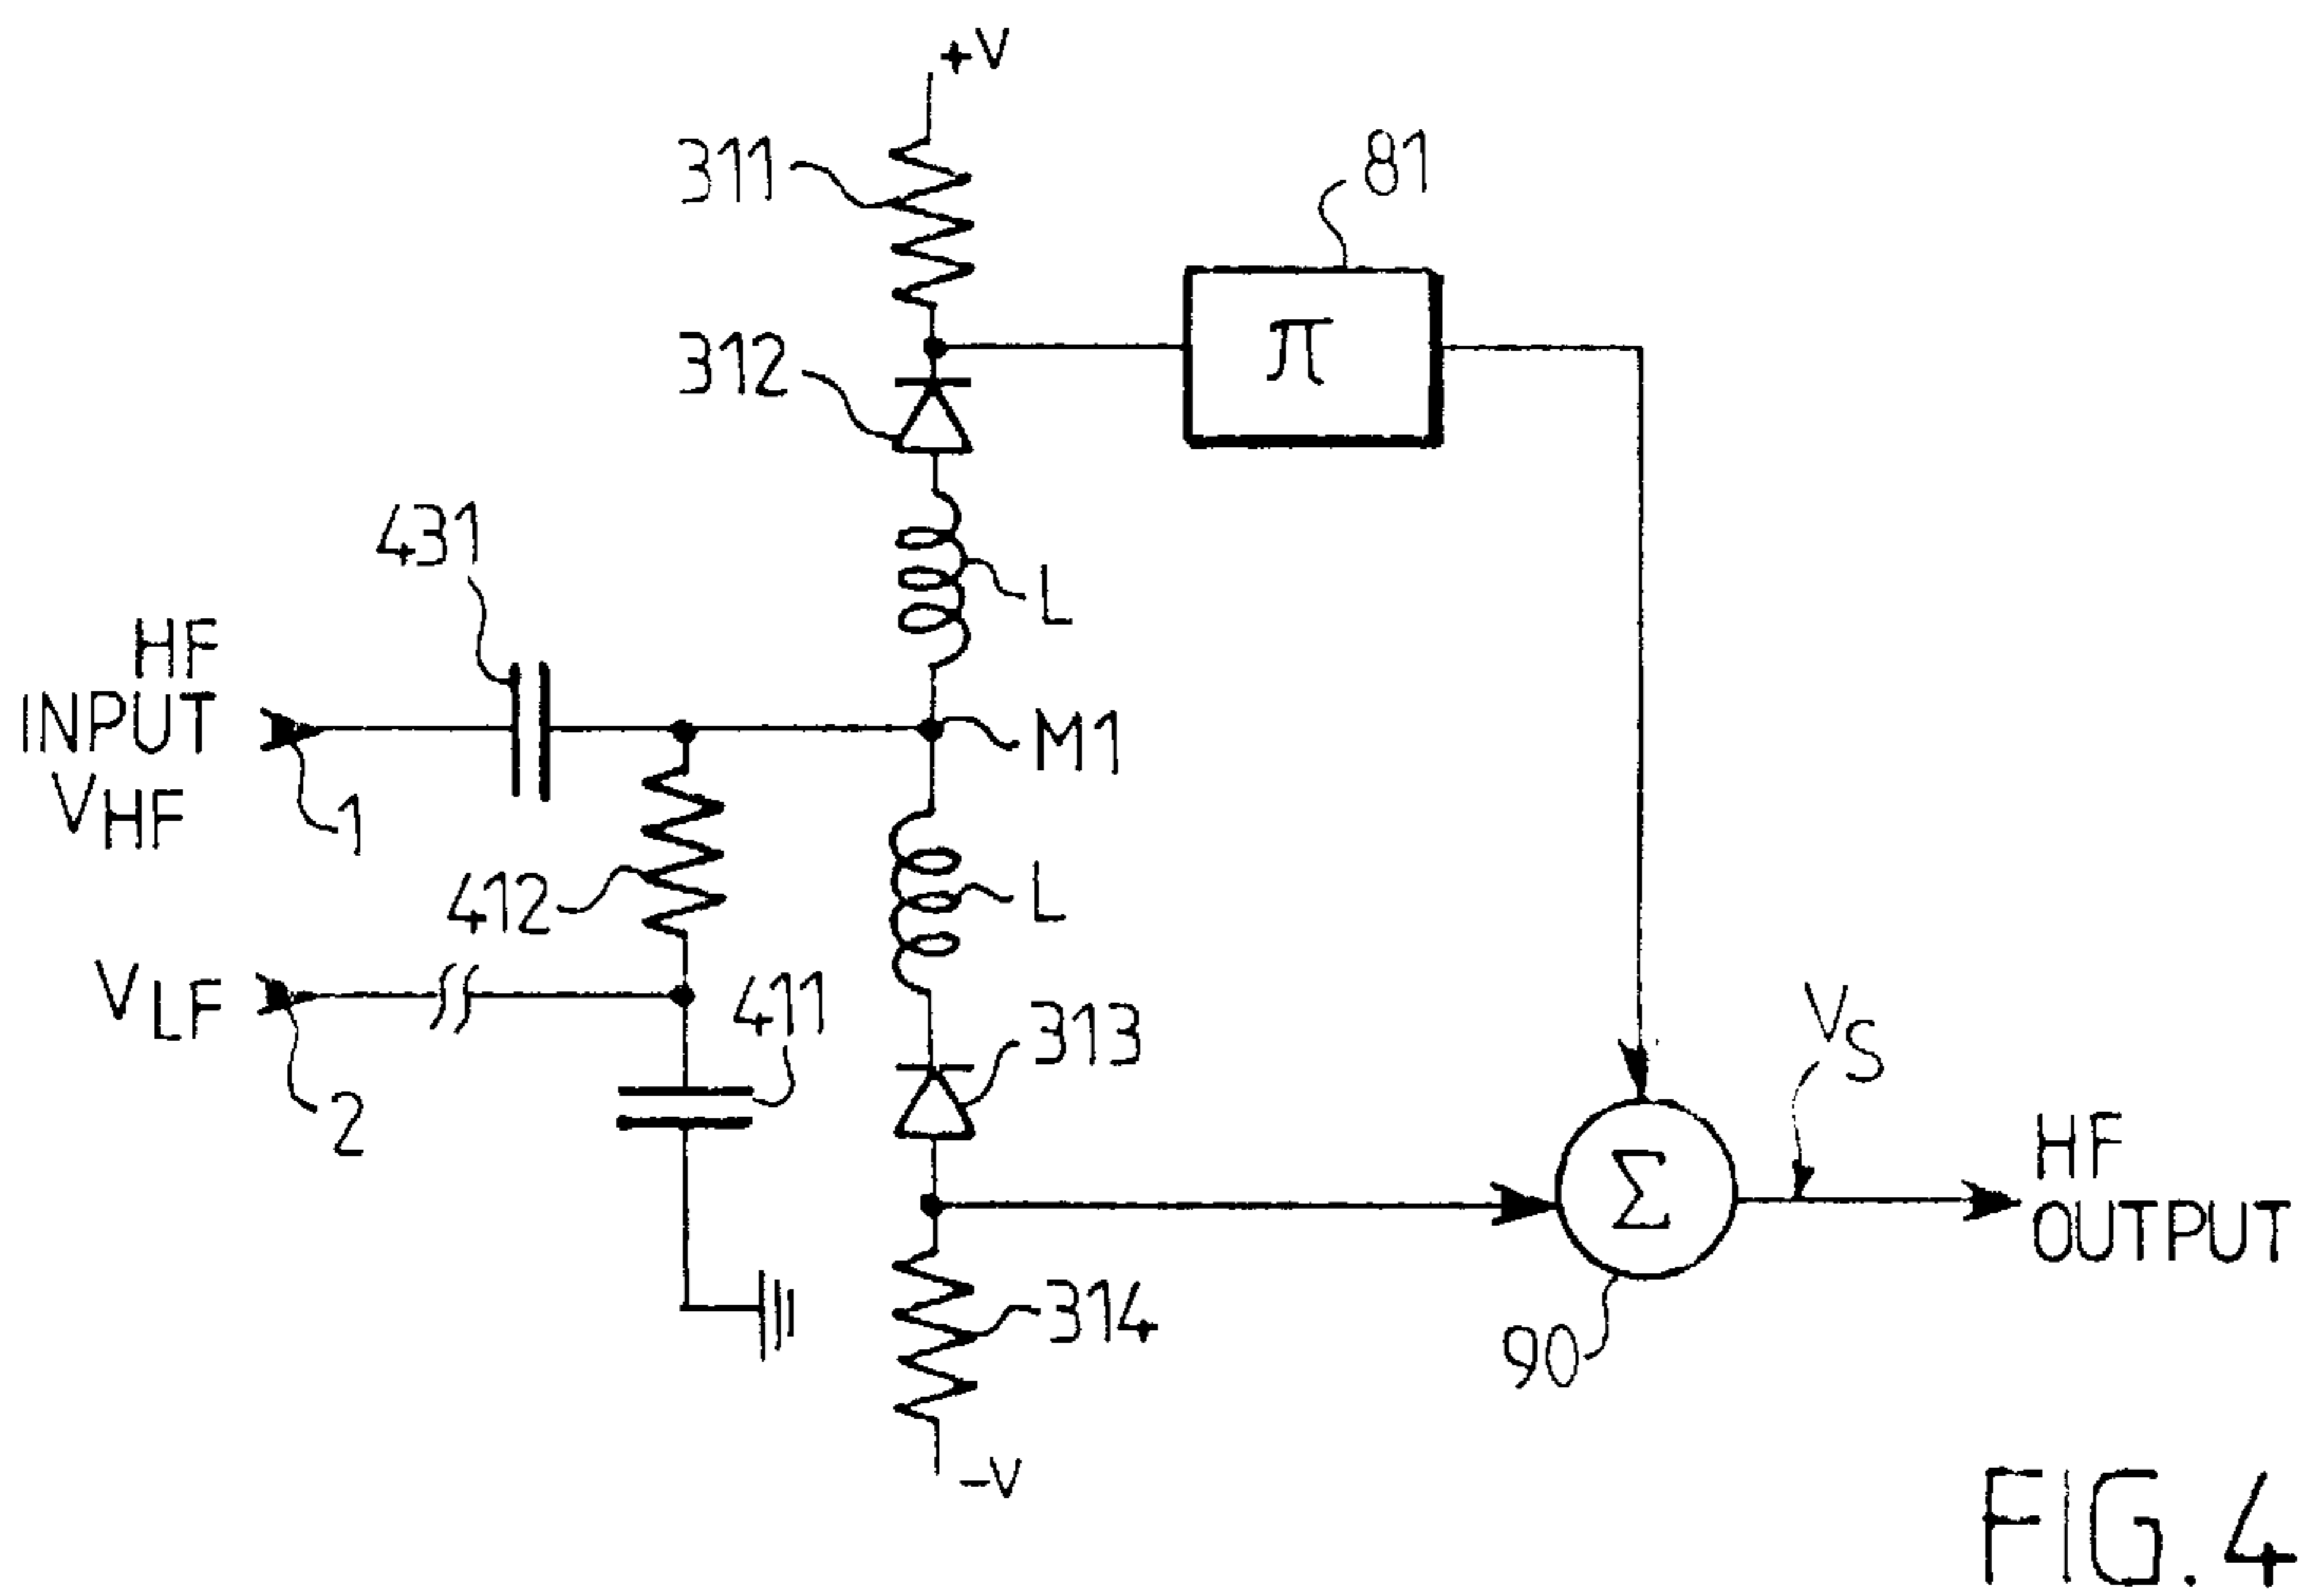 +V
311
81
π
312
431
L
HF
INPUT
VHF
1
M1
412
L
VLF
2
411
313
VS
Σ
HF
OUTPUT
314
90
-V
FIG.4